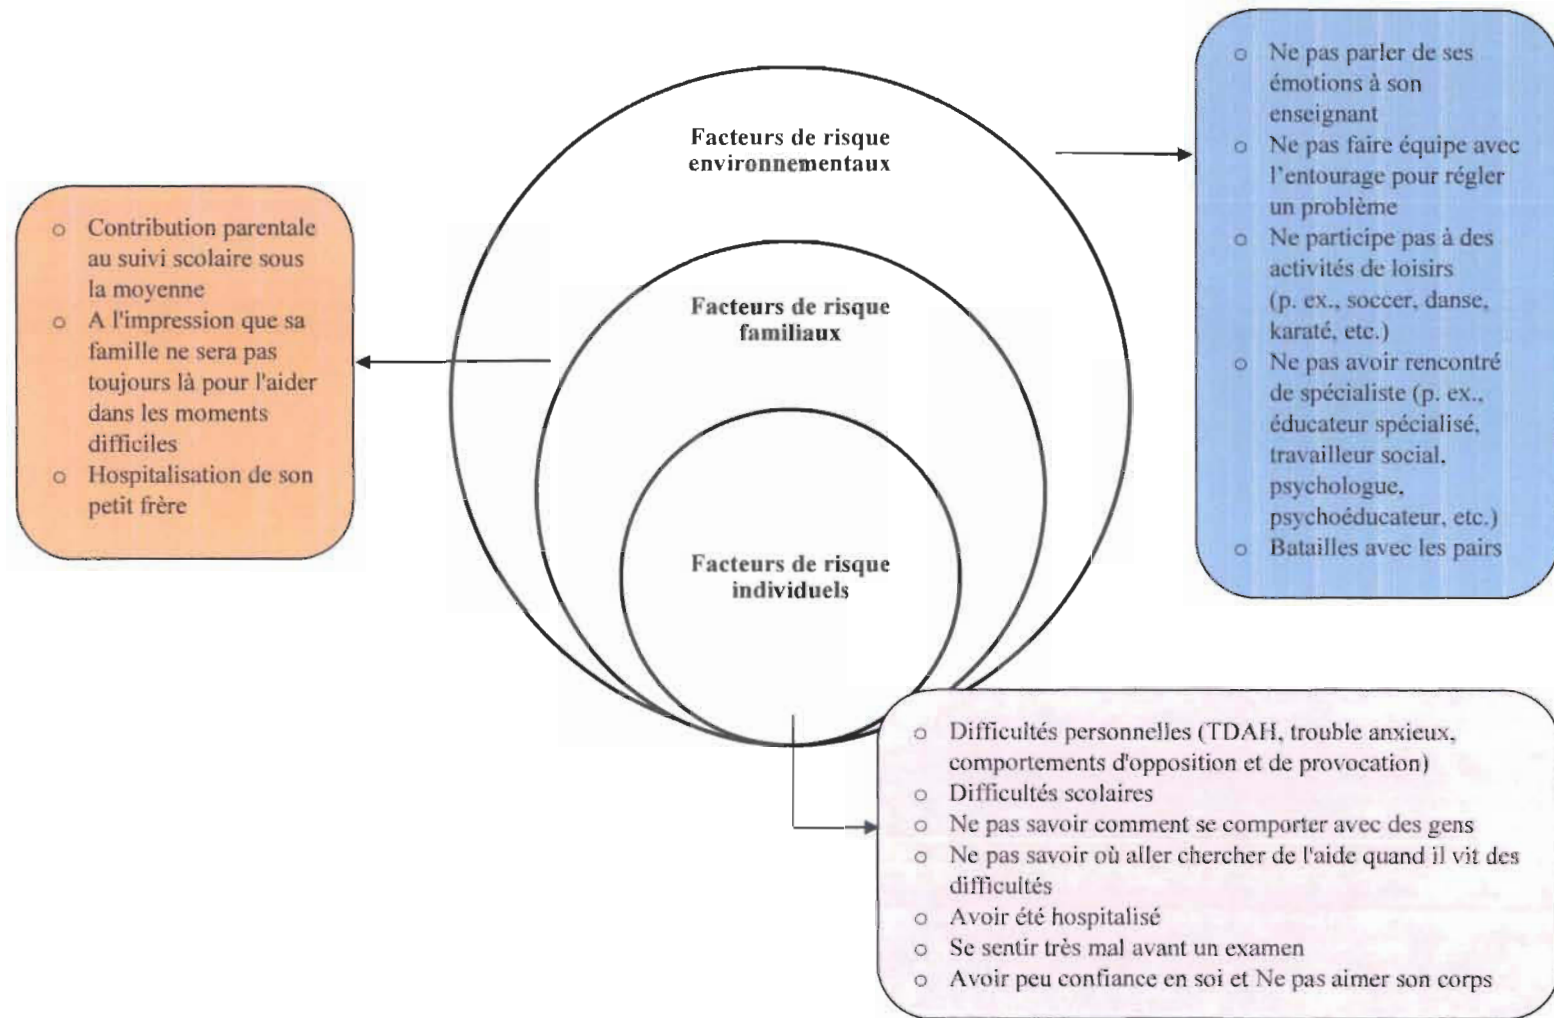 Facteurs de risque
environnementaux
Facteurs de risque
familiaux
Facteurs de risque
individuels
o Contribution parentale
au suivi scolaire sous
la moyenne
o A l'impression que sa
famille ne sera pas
toujours là pour l'aider
dans les moments
difficiles
o Hospitalisation de son
petit frère
o Ne pas parler de ses
émotions à son
enseignant
o Ne pas faire équipe avec
l'entourage pour régler
un problème
o Ne participe pas à des
activités de loisirs
(p. ex., soccer, danse,
karaté, etc.)
o Ne pas avoir rencontré
de spécialiste (p. ex.,
éducateur spécialisé,
travailleur social,
psychologue,
psychoéducateur, etc.)
o Batailles avec les pairs
o Difficultés personnelles (TDAH, trouble anxieux,
comportements d'opposition et de provocation)
o Difficultés scolaires
o Ne pas savoir comment se comporter avec des gens
o Ne pas savoir où aller chercher de l'aide quand il vit des
difficultés
o Avoir été hospitalisé
o Se sentir très mal avant un examen
o Avoir peu confiance en soi et Ne pas aimer son corps